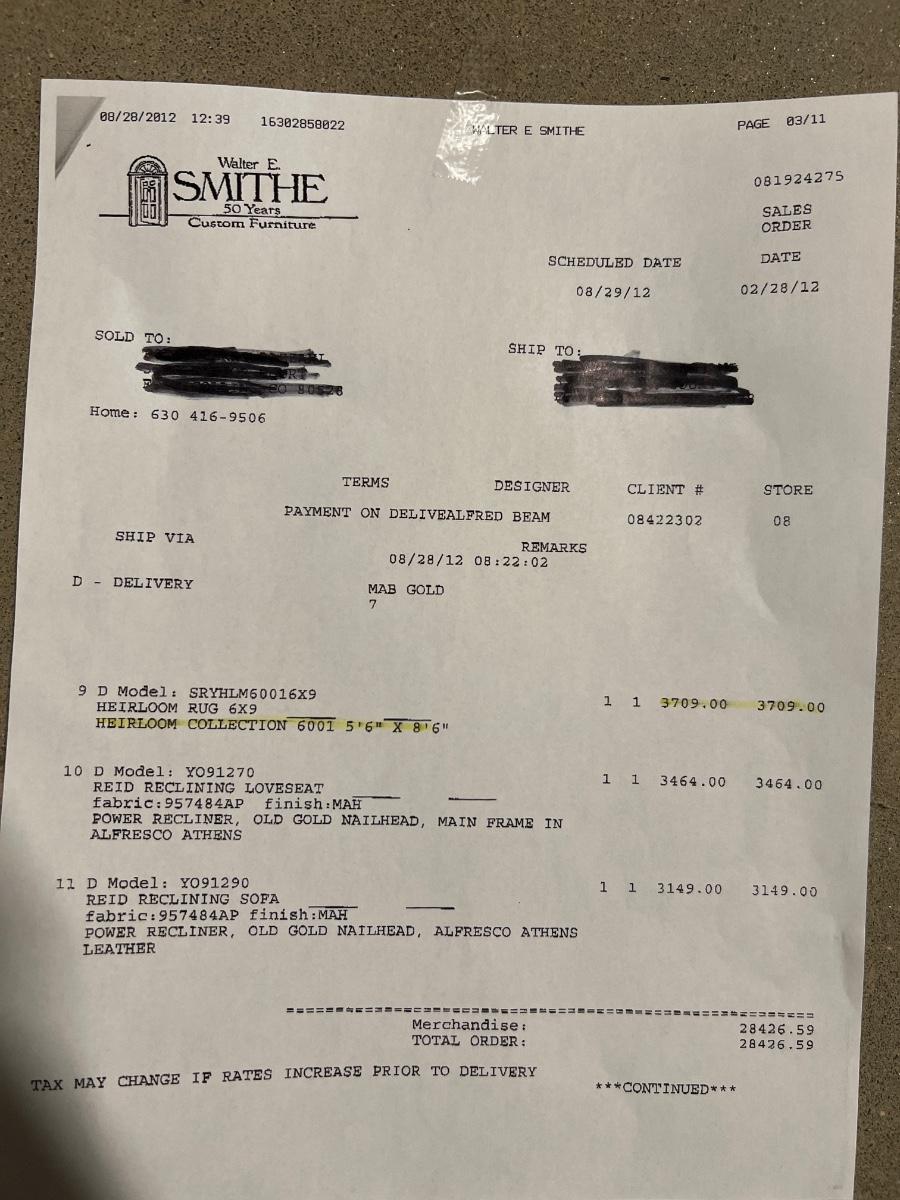 08/28/2012 12:39 16302858022 WALTER E SMITHE PAGE 03/11
Walter E.
SMITHE
50 Years
Custom Furniture
081924275
SALES
ORDER
SCHEDULED DATE DATE
08/29/12 02/28/12
SOLD TO: SHIP TO:
Home: 630 416-9506
TERMS DESIGNER CLIENT # STORE
PAYMENT ON DELIVEALFRED BEAM 08422302 08
SHIP VIA REMARKS
08/28/12 08:22:02
D - DELIVERY MAB GOLD
7
9 D Model: SRYHLM60016X9 1 1 3709.00 3709.00
HEIRLOOM RUG 6X9
HEIRLOOM COLLECTION 6001 5'6" X 8'6"
10 D Model: YO91270 1 1 3464.00 3464.00
REID RECLINING LOVESEAT
fabric:957484AP finish:MAH
POWER RECLINER, OLD GOLD NAILHEAD, MAIN FRAME IN
ALFRESCO ATHENS
11 D Model: YO91290 1 1 3149.00 3149.00
REID RECLINING SOFA
fabric:957484AP finish:MAH
POWER RECLINER, OLD GOLD NAILHEAD, ALFRESCO ATHENS
LEATHER
Merchandise: 28426.59
TOTAL ORDER: 28426.59
TAX MAY CHANGE IF RATES INCREASE PRIOR TO DELIVERY
***CONTINUED***